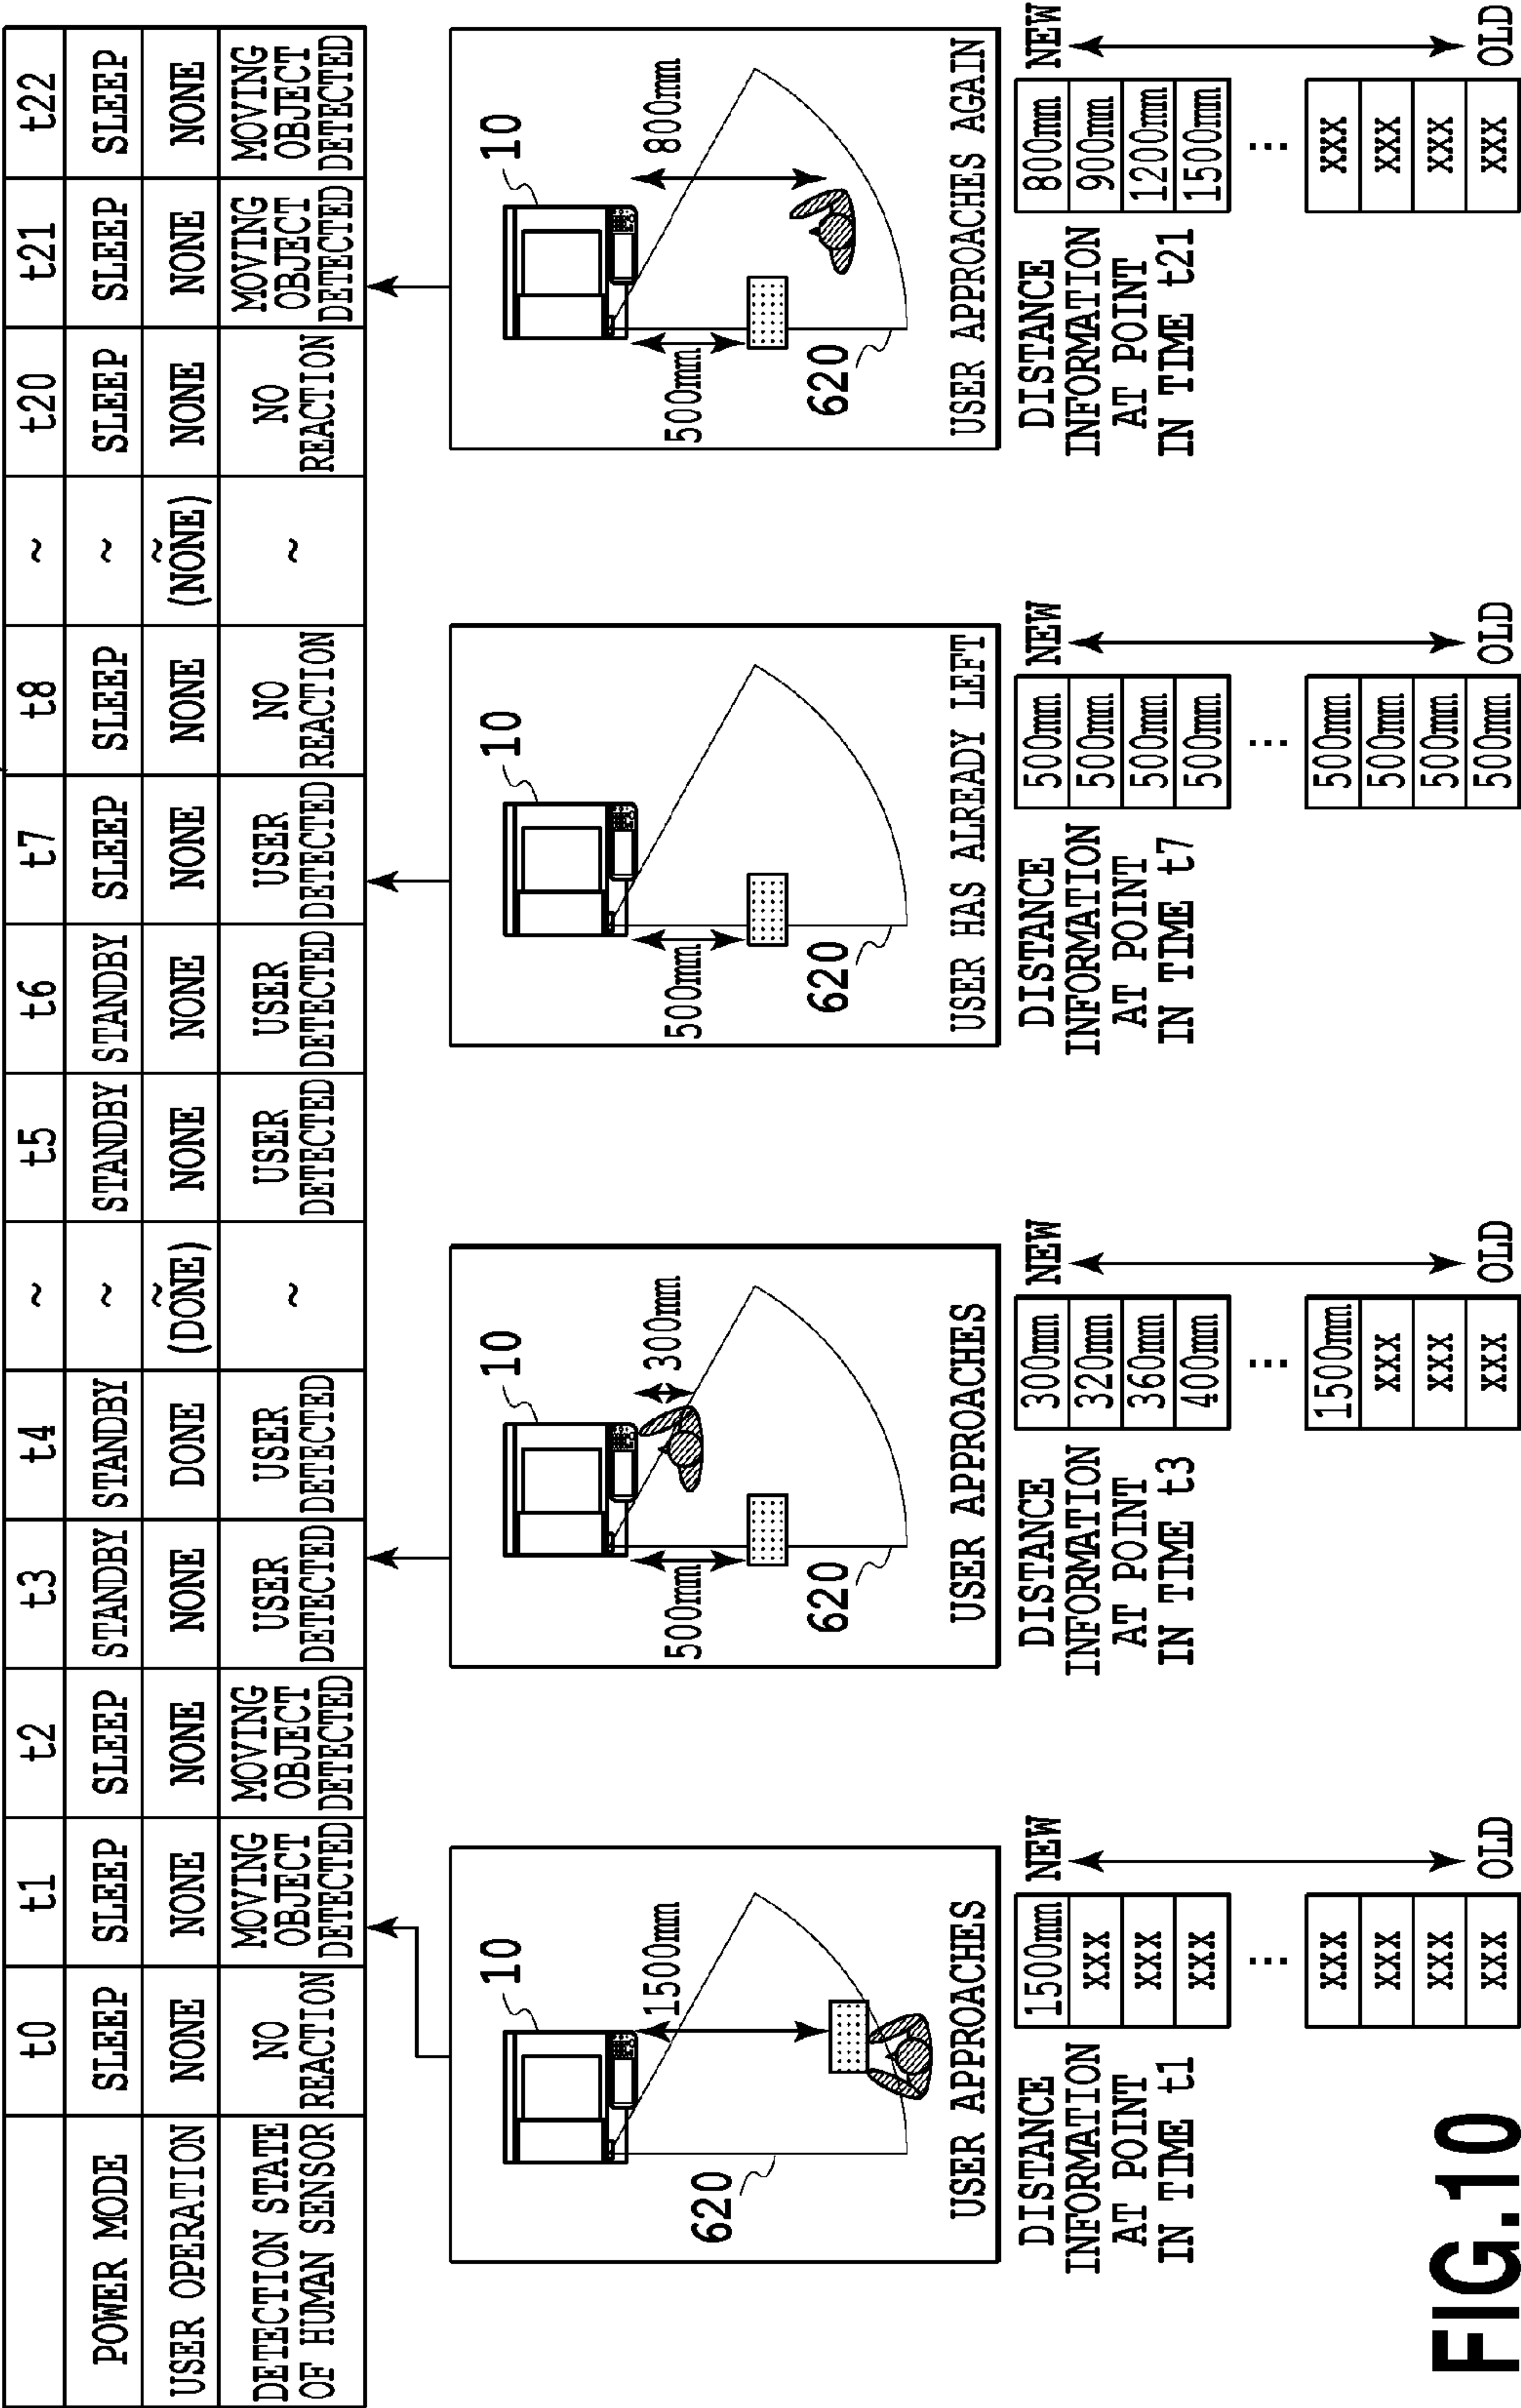 t0 t1 t2 t3 t4 ~ t5 t6 t7 t8 ~ t20 t21 t22
POWER MODE SLEEP SLEEP SLEEP STANDBY STANDBY ~ STANDBY STANDBY SLEEP SLEEP ~ SLEEP SLEEP SLEEP
USER OPERATION NONE NONE NONE NONE DONE ~ (DONE) NONE NONE NONE NONE ~ (NONE) NONE NONE NONE
DETECTION STATE
OF HUMAN SENSOR
NO
REACTION
MOVING
OBJECT
DETECTED
MOVING
OBJECT
DETECTED
USER
DETECTED
USER
DETECTED
~
USER
DETECTED
USER
DETECTED
USER
DETECTED
NO
REACTION
~
NO
REACTION
MOVING
OBJECT
DETECTED
MOVING
OBJECT
DETECTED
10
1500mm
620
USER APPROACHES
10
300mm
500mm
620
USER APPROACHES
10
500mm
620
USER HAS ALREADY LEFT
10
800mm
500mm
620
USER APPROACHES AGAIN
DISTANCE
INFORMATION
AT POINT
IN TIME t1
1500mm NEW
xxx
xxx
xxx
...
xxx
xxx
xxx
xxx OLD
DISTANCE
INFORMATION
AT POINT
IN TIME t3
300mm NEW
320mm
360mm
400mm
...
1500mm
xxx
xxx
xxx OLD
DISTANCE
INFORMATION
AT POINT
IN TIME t7
500mm NEW
500mm
500mm
500mm
...
500mm
500mm
500mm
500mm OLD
DISTANCE
INFORMATION
AT POINT
IN TIME t21
800mm NEW
900mm
1200mm
1500mm
...
xxx
xxx
xxx
xxx OLD
FIG.10